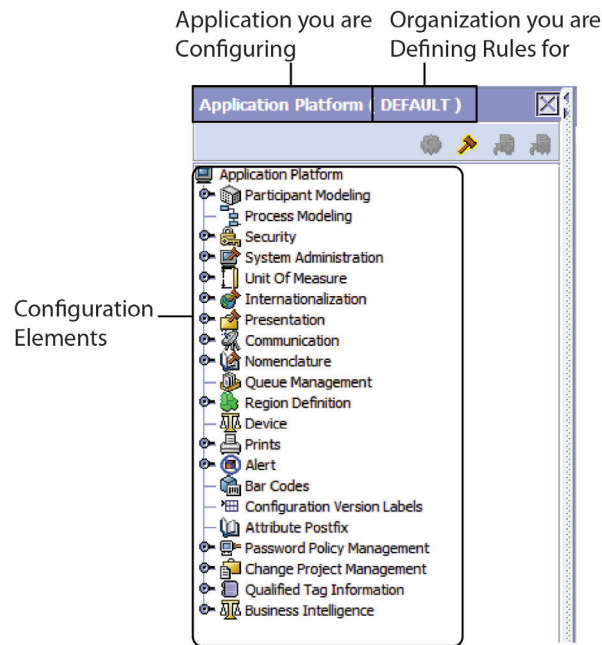 Application you are
Configuring
Organization you are
Defining Rules for
Application Platform ( DEFAULT )
Application Platform
Participant Modeling
Process Modeling
Security
System Administration
Unit Of Measure
Internationalization
Presentation
Communication
Nomenclature
Queue Management
Region Definition
Device
Prints
Alert
Bar Codes
Configuration Version Labels
Attribute Postfix
Password Policy Management
Change Project Management
Qualified Tag Information
Business Intelligence
Configuration
Elements